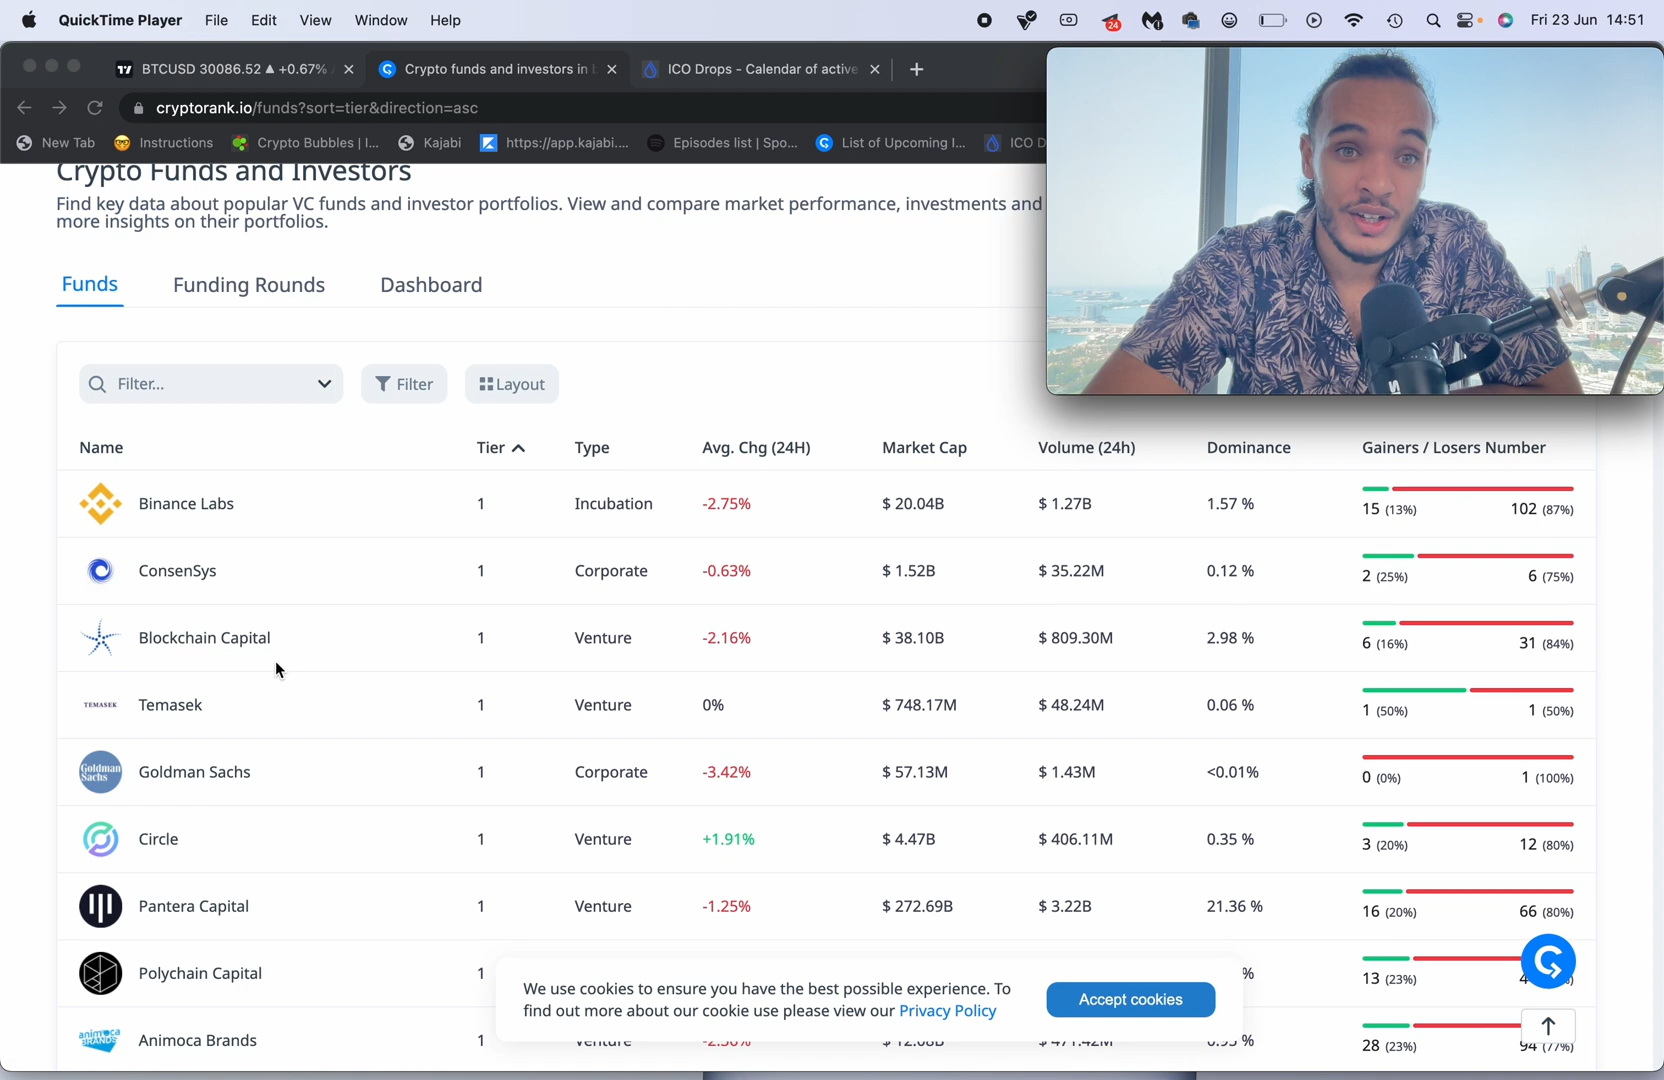 QuickTime Player File Edit View Window Help 24 Fri 23 Jun 14:51
BTCUSD 30086.52 ▲ +0.67% Crypto funds and investors in b ICO Drops - Calendar of active
cryptorank.io/funds?sort=tier&direction=asc
New Tab Instructions Crypto Bubbles | I... Kajabi https://app.kajabi.... Episodes list | Spo... List of Upcoming I... ICO D
Crypto Funds and Investors
Find key data about popular VC funds and investor portfolios. View and compare market performance, investments and
more insights on their portfolios.
Funds Funding Rounds Dashboard
Filter... Filter Layout
Name Tier Type Avg. Chg (24H) Market Cap Volume (24h) Dominance Gainers / Losers Number
Binance Labs 1 Incubation -2.75% $ 20.04B $ 1.27B 1.57 % 15 (13%) 102 (87%)
ConsenSys 1 Corporate -0.63% $ 1.52B $ 35.22M 0.12 % 2 (25%) 6 (75%)
Blockchain Capital 1 Venture -2.16% $ 38.10B $ 809.30M 2.98 % 6 (16%) 31 (84%)
TEMASEK Temasek 1 Venture 0% $ 748.17M $ 48.24M 0.06 % 1 (50%) 1 (50%)
Goldman Sachs Goldman Sachs 1 Corporate -3.42% $ 57.13M $ 1.43M <0.01% 0 (0%) 1 (100%)
Circle 1 Venture +1.91% $ 4.47B $ 406.11M 0.35 % 3 (20%) 12 (80%)
Pantera Capital 1 Venture -1.25% $ 272.69B $ 3.22B 21.36 % 16 (20%) 66 (80%)
Polychain Capital 1 % 13 (23%)
We use cookies to ensure you have the best possible experience. To
find out more about our cookie use please view our Privacy Policy
Accept cookies
animoca BRANDS Animoca Brands 1 Venture % 28 (23%) 94 (77%)